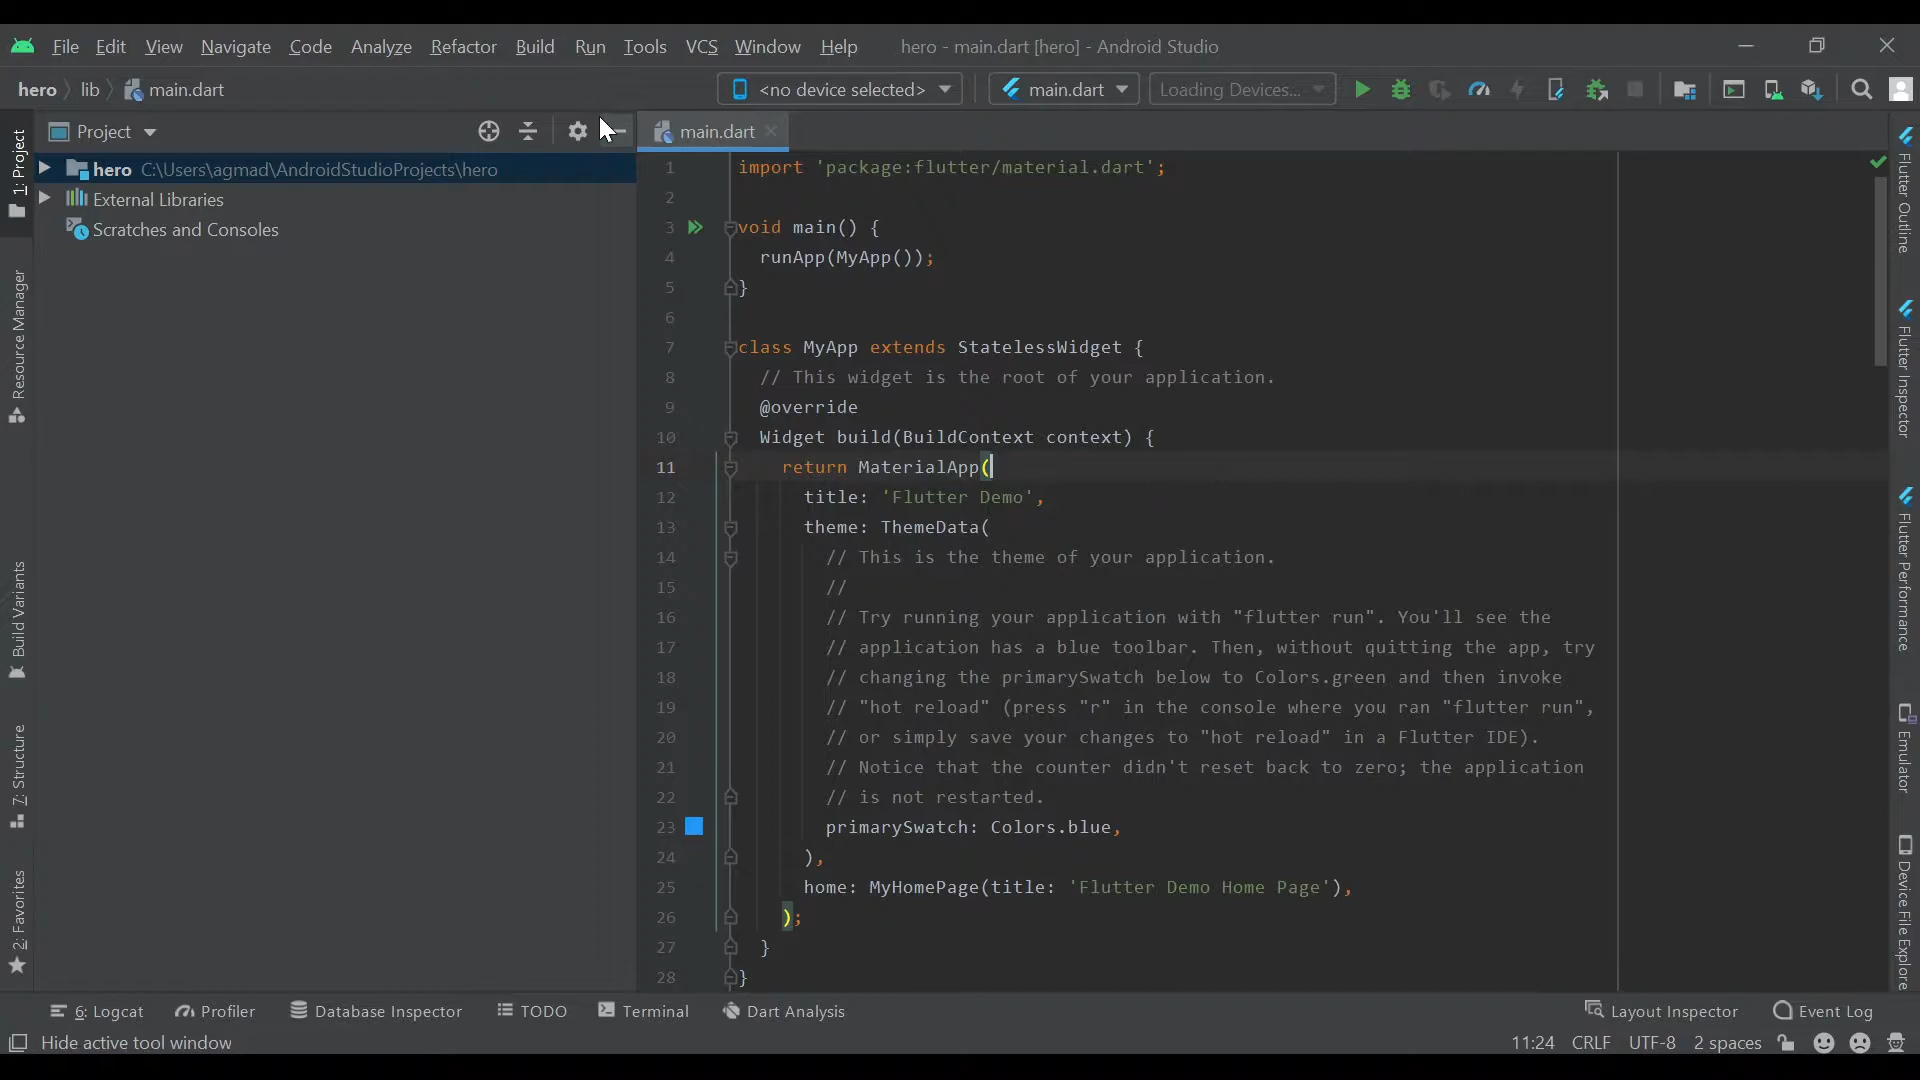 File Edit View Navigate Code Analyze Refactor Build Run Tools VCS Window Help hero - main.dart [hero] - Android Studio
hero lib main.dart <no device selected> main.dart Loading Devices...
Project
main.dart
hero C:\Users\agmad\AndroidStudioProjects\hero
External Libraries
Scratches and Consoles
1: Project
Resource Manager
Build Variants
7: Structure
2: Favorites
1 import 'package:flutter/material.dart';
2
3 void main() {
4 runApp(MyApp());
5 }
6
7 class MyApp extends StatelessWidget {
8 // This widget is the root of your application.
9 @override
10 Widget build(BuildContext context) {
11 return MaterialApp(
12 title: 'Flutter Demo',
13 theme: ThemeData(
14 // This is the theme of your application.
15 //
16 // Try running your application with "flutter run". You'll see the
17 // application has a blue toolbar. Then, without quitting the app, try
18 // changing the primarySwatch below to Colors.green and then invoke
19 // "hot reload" (press "r" in the console where you ran "flutter run",
20 // or simply save your changes to "hot reload" in a Flutter IDE).
21 // Notice that the counter didn't reset back to zero; the application
22 // is not restarted.
23 primarySwatch: Colors.blue,
24 ),
25 home: MyHomePage(title: 'Flutter Demo Home Page'),
26 );
27 }
28 }
Flutter Outline
Flutter Inspector
Flutter Performance
Emulator
Device File Explore
6: Logcat Profiler Database Inspector TODO Terminal Dart Analysis Layout Inspector Event Log
Hide active tool window 11:24 CRLF UTF-8 2 spaces